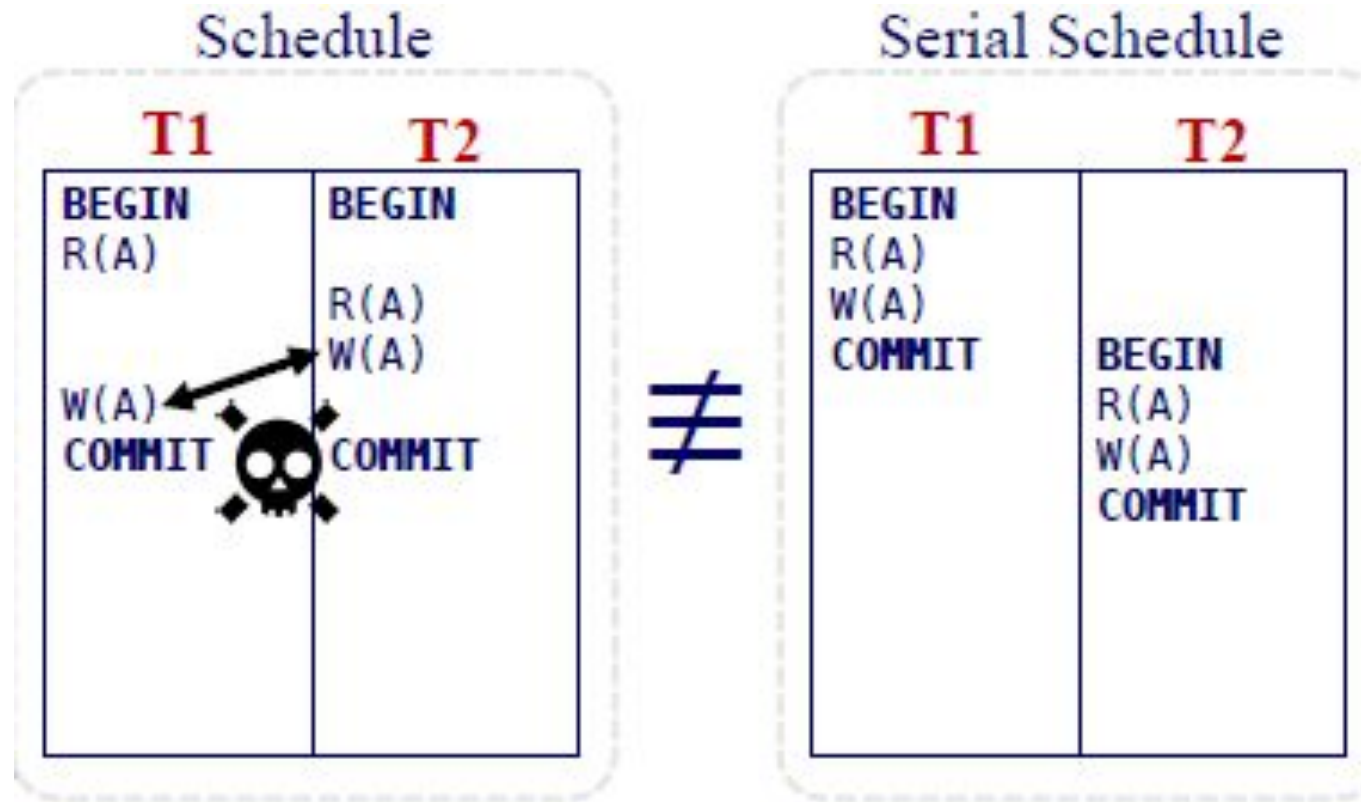 Schedule
T1 T2
BEGIN BEGIN
R(A)
R(A)
W(A)
W(A)
COMMIT COMMIT
≢
Serial Schedule
T1 T2
BEGIN
R(A)
W(A)
COMMIT BEGIN
R(A)
W(A)
COMMIT